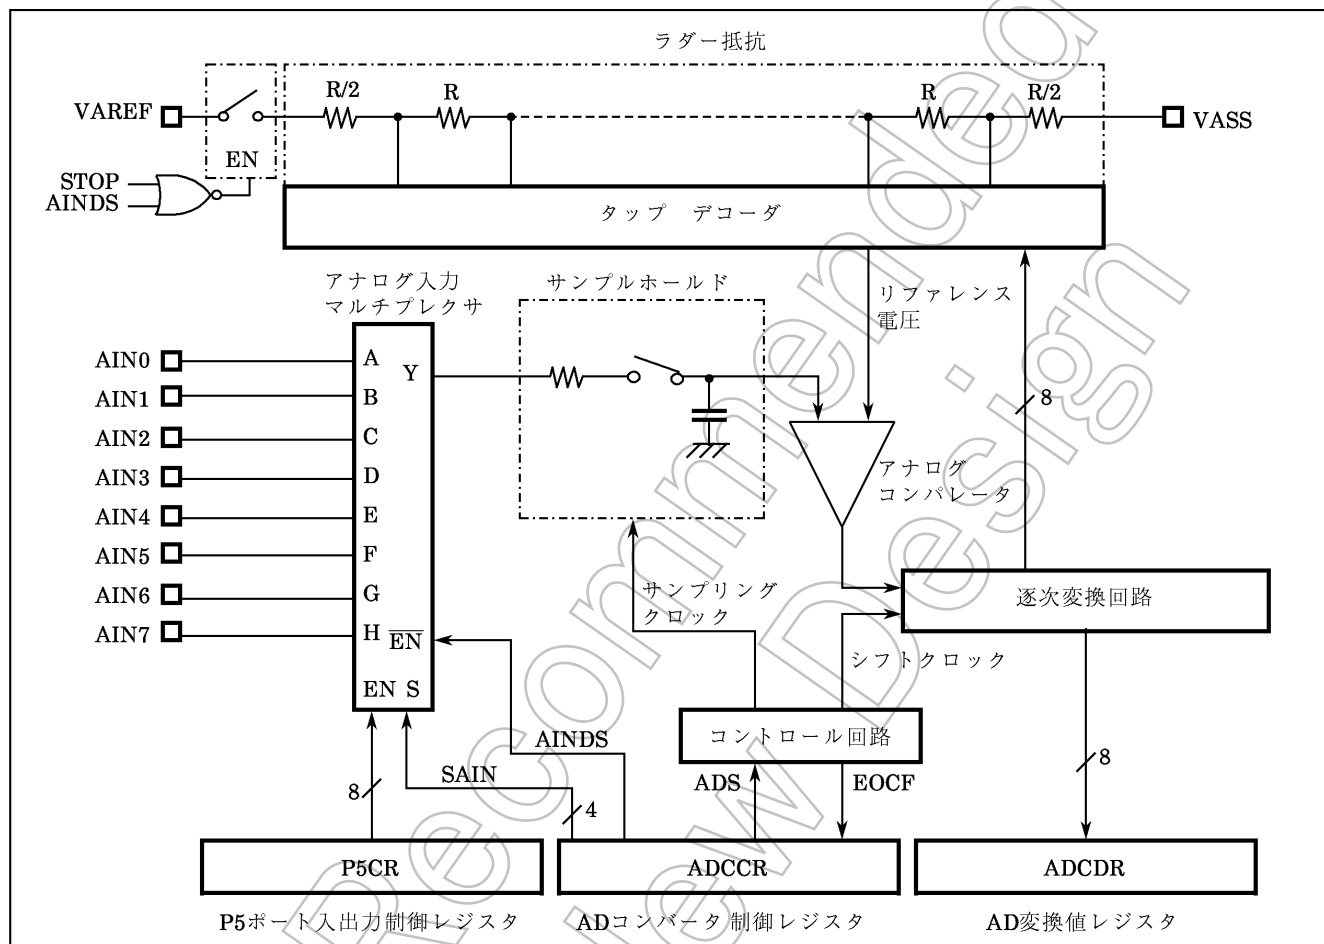 ラダー抵抗
VAREF
R/2
R
R
R/2
VASS
EN
STOP
AINDS
タップ デコーダ
アナログ入力
マルチプレクサ
サンプルホールド
リファレンス
電圧
AIN0
AIN1
AIN2
AIN3
AIN4
AIN5
AIN6
AIN7
A
B
C
D
E
F
G
H
Y
EN
EN S
8
アナログ
コンパレータ
サンプリング
クロック
逐次変換回路
シフトクロック
コントロール回路
AINDS
SAIN
8
4
ADS
EOCF
8
P5CR
ADCCR
ADCDR
P5ポート入出力制御レジスタ
ADコンバータ制御レジスタ
AD変換値レジスタ
Recommended
New Design